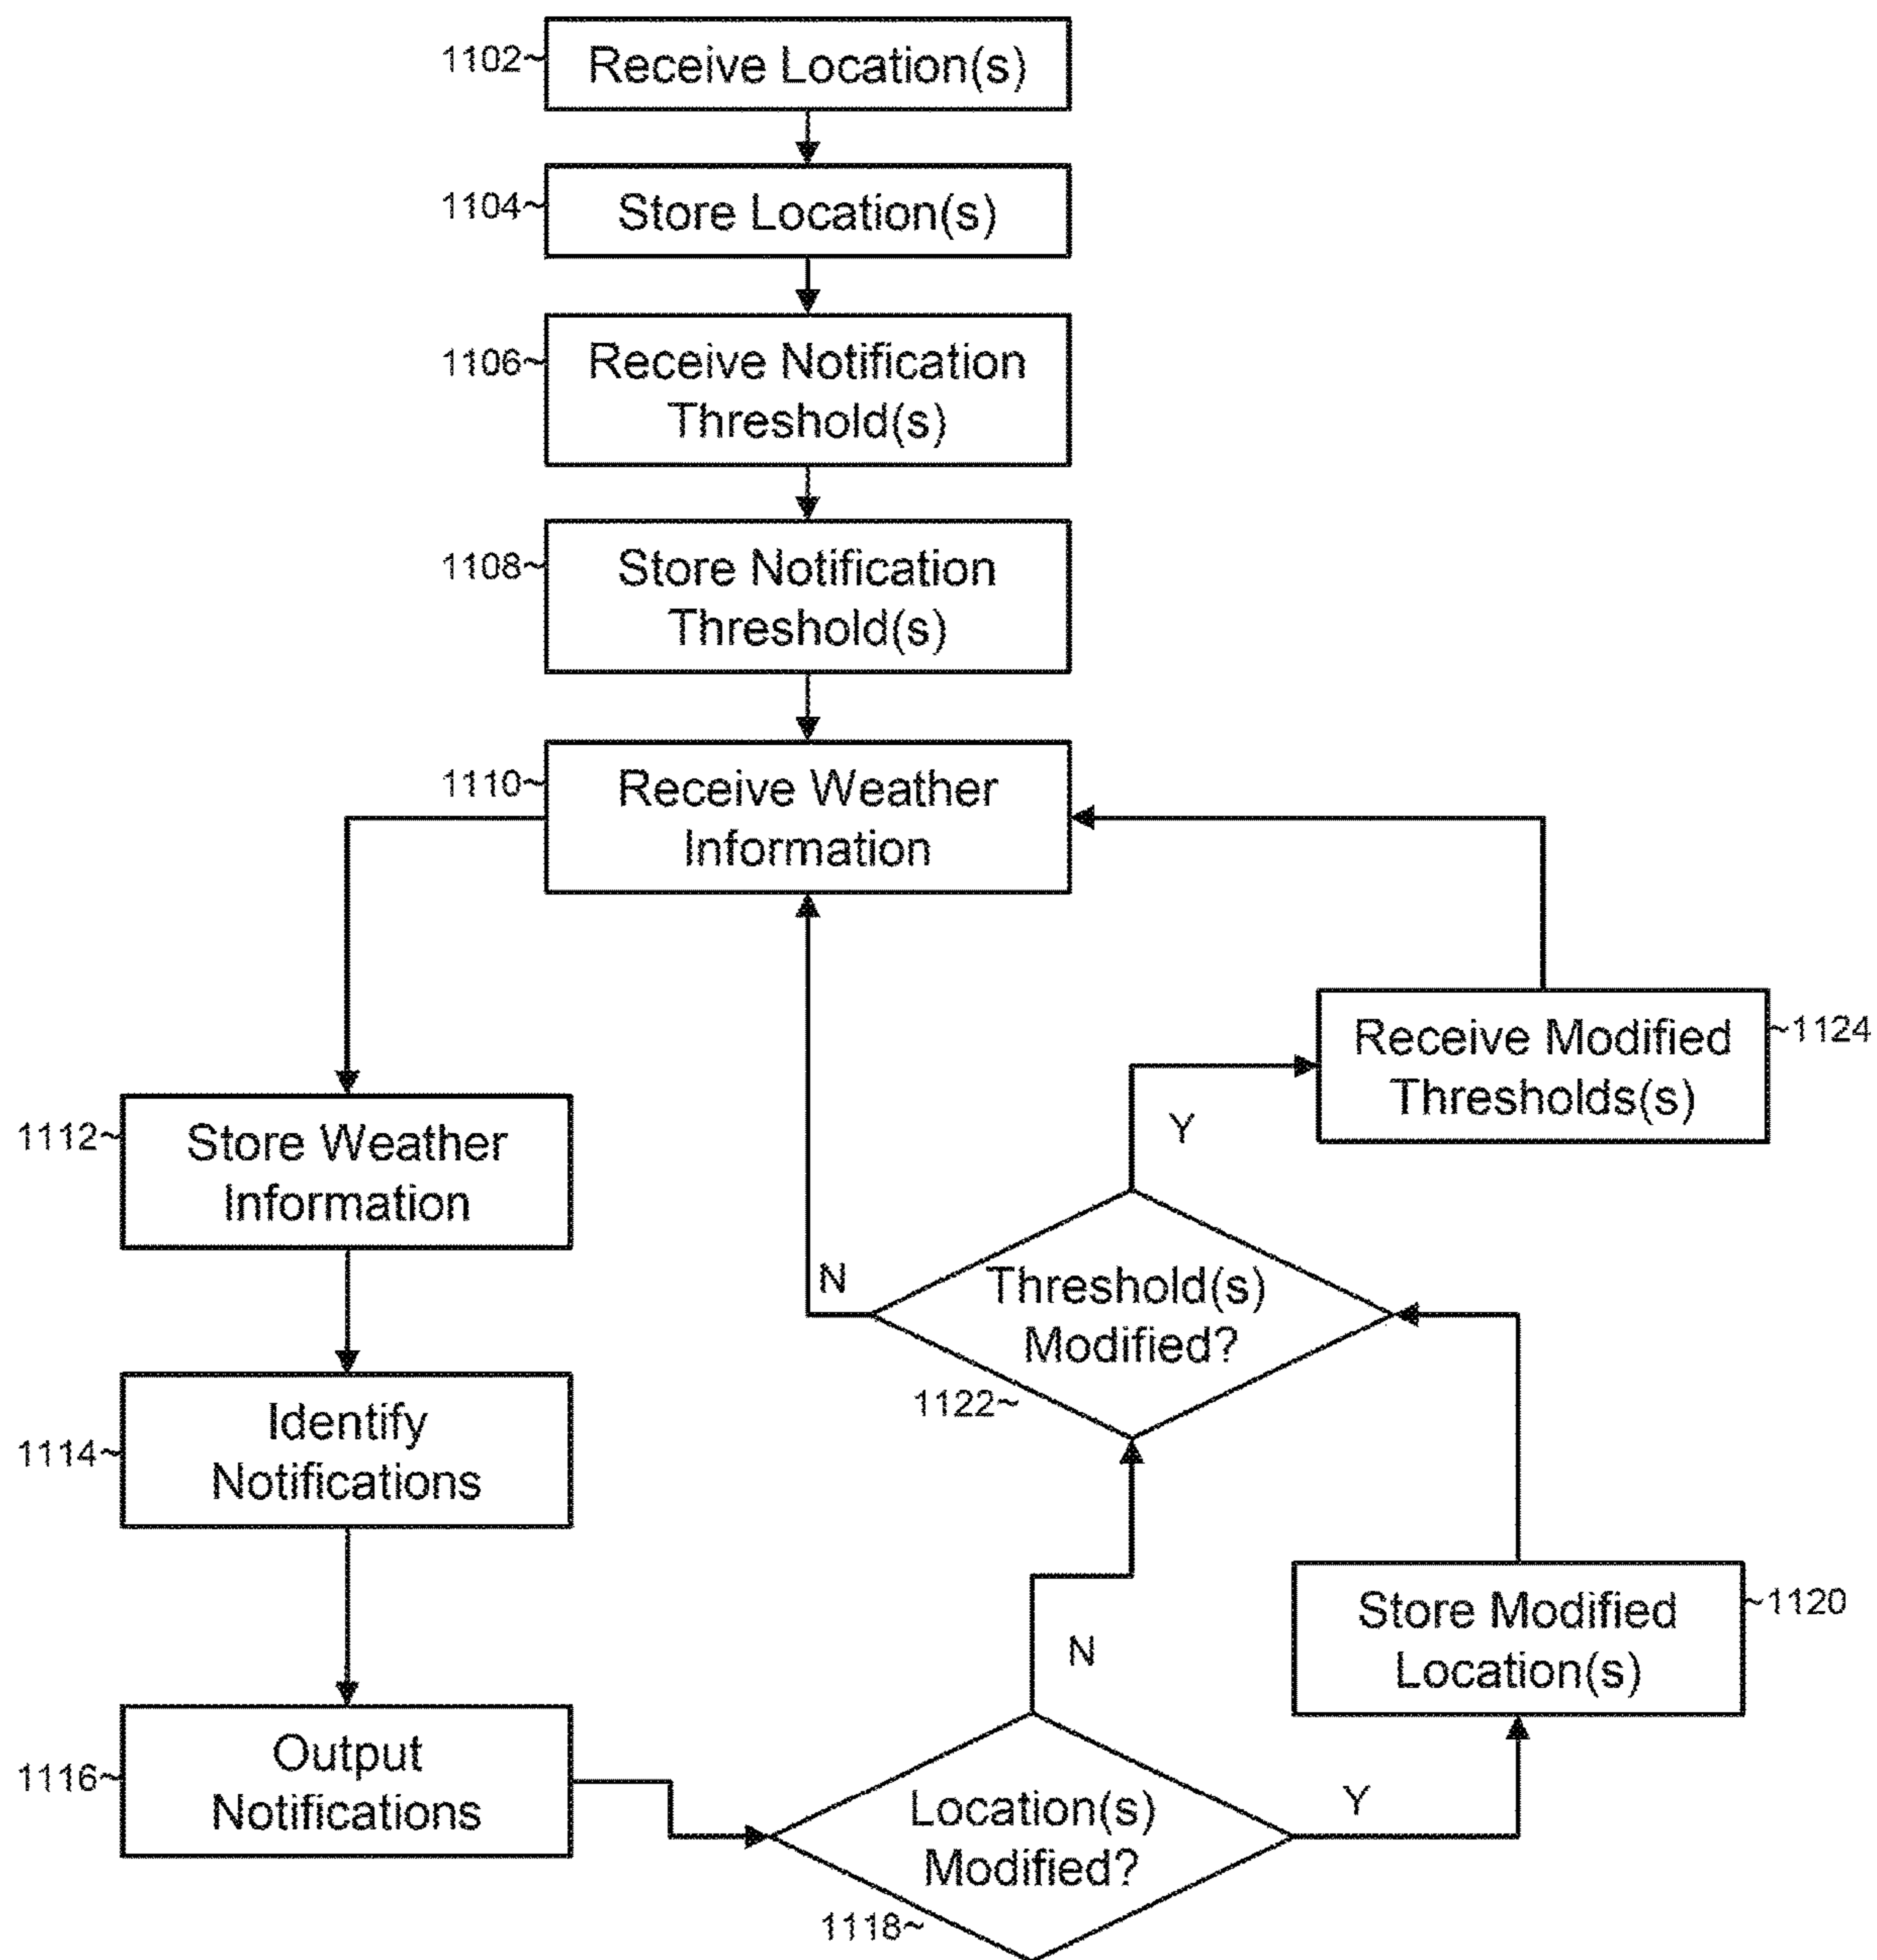 1102~
Receive Location(s)
1104~
Store Location(s)
1106~
Receive Notification
Threshold(s)
1108~
Store Notification
Threshold(s)
1110~
Receive Weather
Information
1112~
Store Weather
Information
1114~
Identify
Notifications
1116~
Output
Notifications
Location(s)
Modified?
1118~
N
Y
Store Modified
Location(s)
~1120
Threshold(s)
Modified?
1122~
N
Y
Receive Modified
Thresholds(s)
~1124